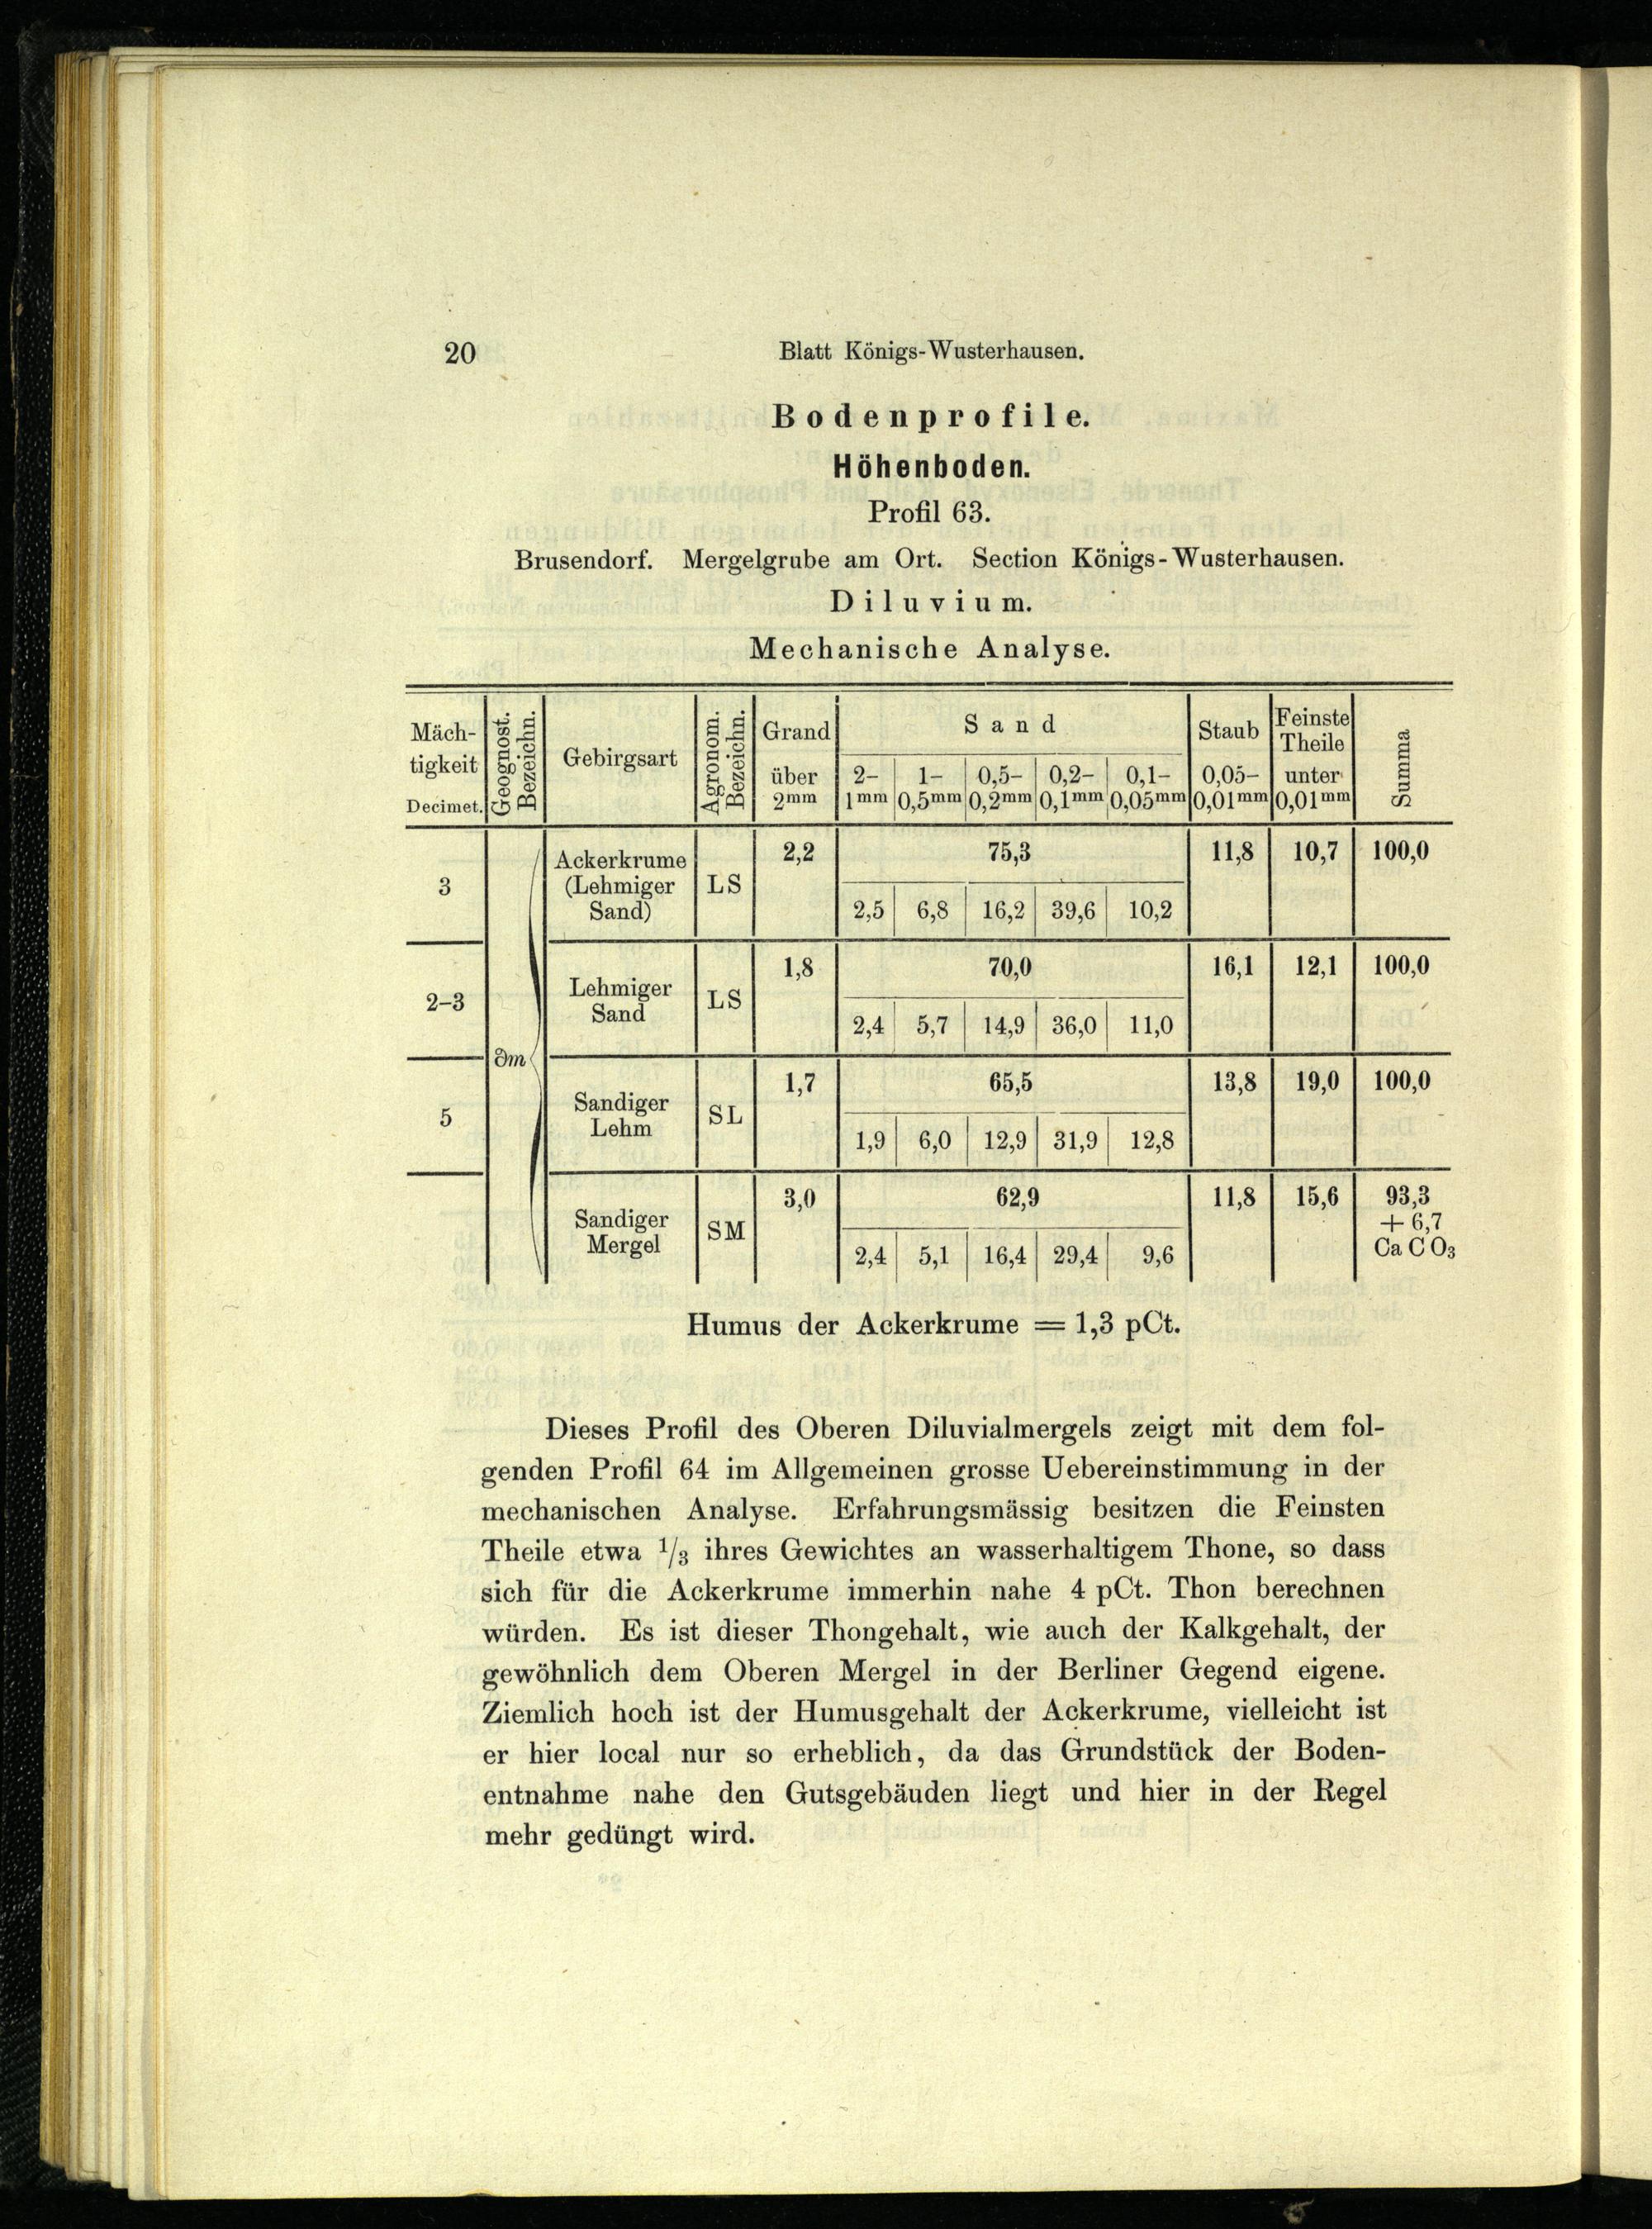 20
Blatt Königs-Wusterhausen.
Bodenprofile.
Höhenboden.
Profil 63.
Brusendorf. Mergelgrube am Ort. Section Königs-Wusterhausen.
Diluvium.
Mechanische Analyse.
Mäch-
tigkeit
Decimet.
Geognost.
Bezeichn.
Gebirgsart
Agronom.
Bezeichn.
Grand
über
2mm
Sand
2-
1mm
1-
0,5mm
0,5-
0,2mm
0,2-
0,1mm
0,1-
0,05mm
Staub
0,05-
0,01mm
Feinste
Theile
unter
0,01mm
Summa
3
Ackerkrume
(Lehmiger
Sand)
LS
2,2
75,3
11,8
10,7
100,0
2,5 6,8 16,2 39,6 10,2
2-3
Lehmiger
Sand
LS
1,8
70,0
16,1
12,1
100,0
2,4 5,7 14,9 36,0 11,0
∂m
5
Sandiger
Lehm
SL
1,7
65,5
13,8
19,0
100,0
1,9 6,0 12,9 31,9 12,8
Sandiger
Mergel
SM
3,0
62,9
11,8
15,6
93,3
+ 6,7
Ca C O3
2,4 5,1 16,4 29,4 9,6
Humus der Ackerkrume = 1,3 pCt.
Dieses Profil des Oberen Diluvialmergels zeigt mit dem fol-
genden Profil 64 im Allgemeinen grosse Uebereinstimmung in der
mechanischen Analyse. Erfahrungsmässig besitzen die Feinsten
Theile etwa 1/3 ihres Gewichtes an wasserhaltigem Thone, so dass
sich für die Ackerkrume immerhin nahe 4 pCt. Thon berechnen
würden. Es ist dieser Thongehalt, wie auch der Kalkgehalt, der
gewöhnlich dem Oberen Mergel in der Berliner Gegend eigene.
Ziemlich hoch ist der Humusgehalt der Ackerkrume, vielleicht ist
er hier local nur so erheblich, da das Grundstück der Boden-
entnahme nahe den Gutsgebäuden liegt und hier in der Regel
mehr gedüngt wird.